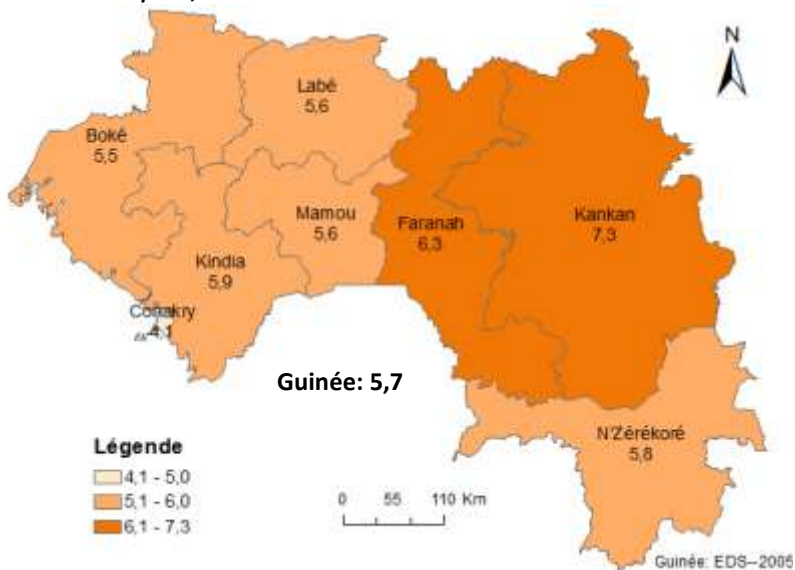 N
Labé
5,6
Boké
5,5
Mamou
5,6
Faranah
6,3
Kankan
7,3
Kindia
5,9
Conakry
4,1
Guinée: 5,7
N'Zérékoré
5,8
Légende
4,1 - 5,0
5,1 - 6,0
6,1 - 7,3
0 55 110 Km
Guinée: EDS--2005